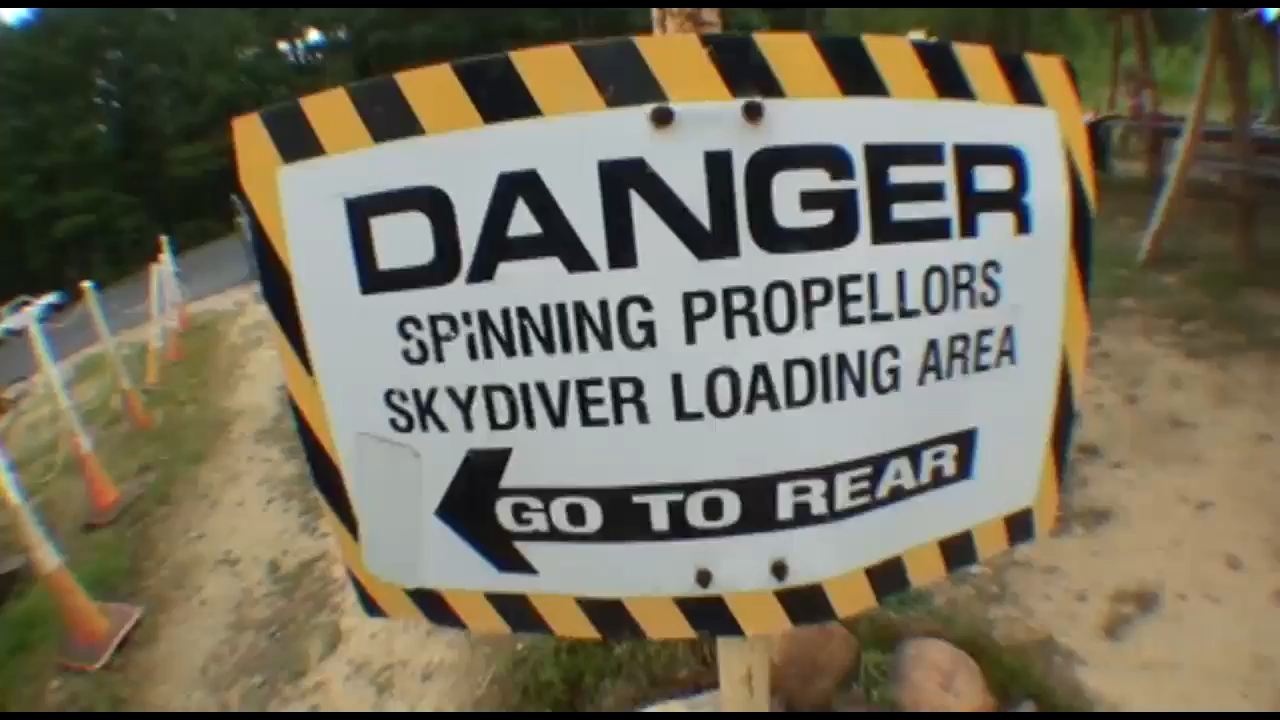 DANGER
SPINNING PROPELLORS
SKYDIVER LOADING AREA
GO TO REAR